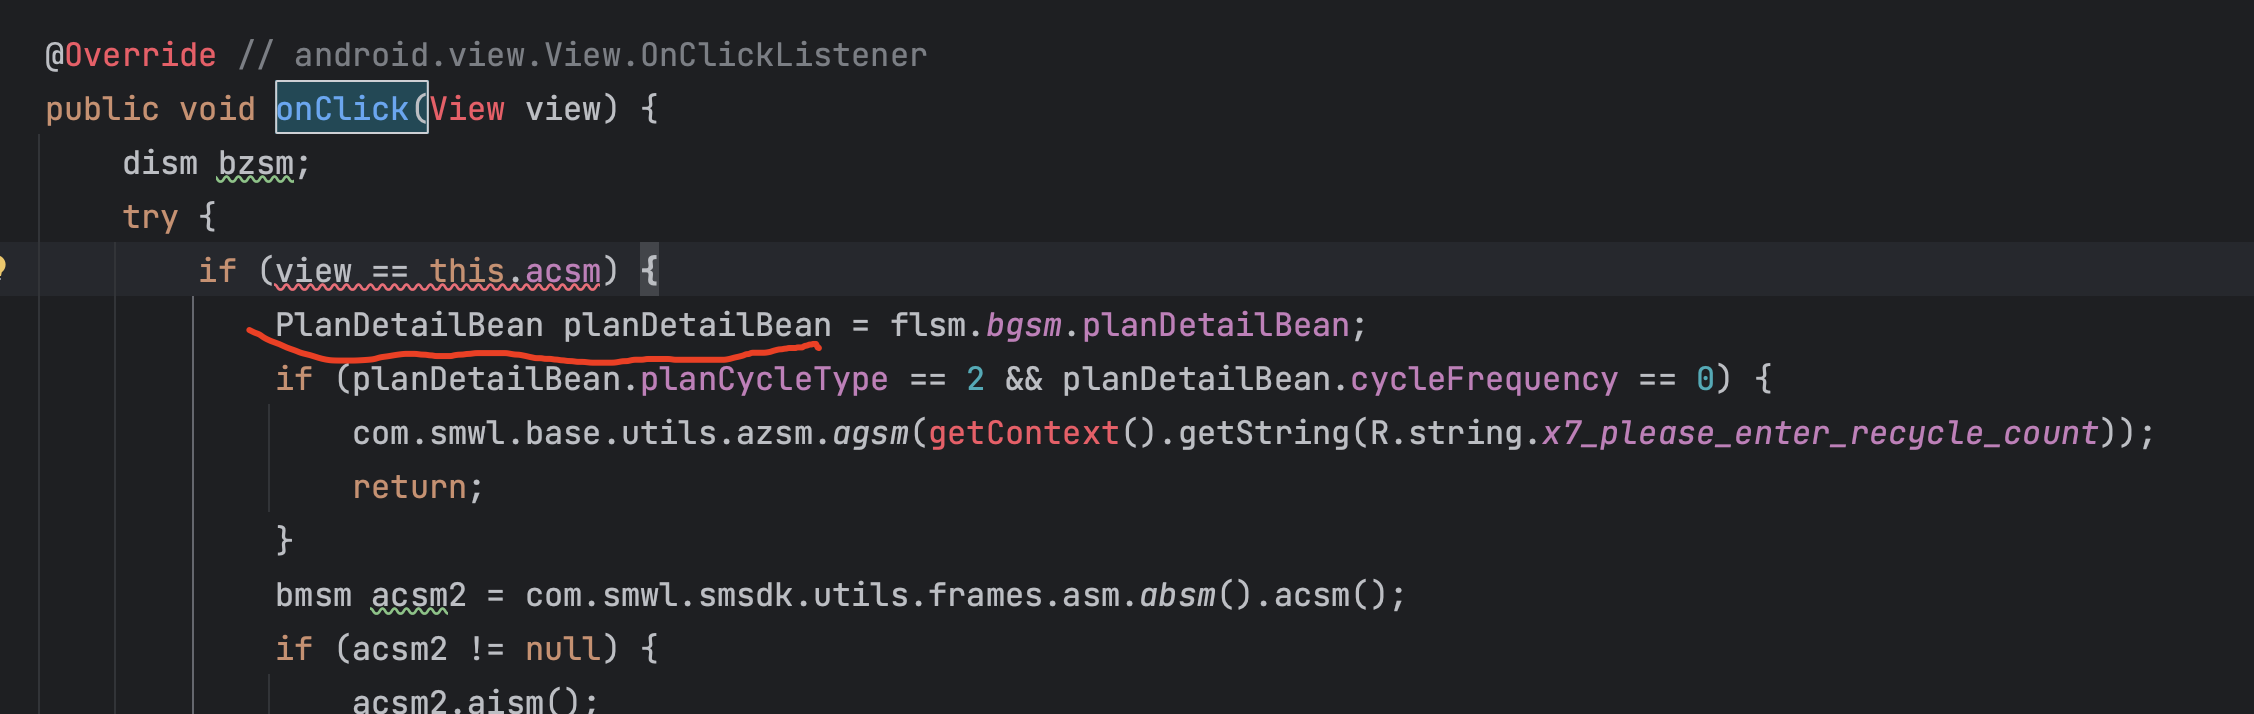 @Override // android.view.View.OnClickListener
public void onClick(View view) {
dism bzsm;
try {
if (view == this.acsm) {
PlanDetailBean planDetailBean = flsm.bgsm.planDetailBean;
if (planDetailBean.planCycleType == 2 && planDetailBean.cycleFrequency == 0) {
com.smwl.base.utils.azsm.agsm(getContext().getString(R.string.x7_please_enter_recycle_count));
return;
}
bmsm acsm2 = com.smwl.smsdk.utils.frames.asm.absm().acsm();
if (acsm2 != null) {
acsm2.aism();